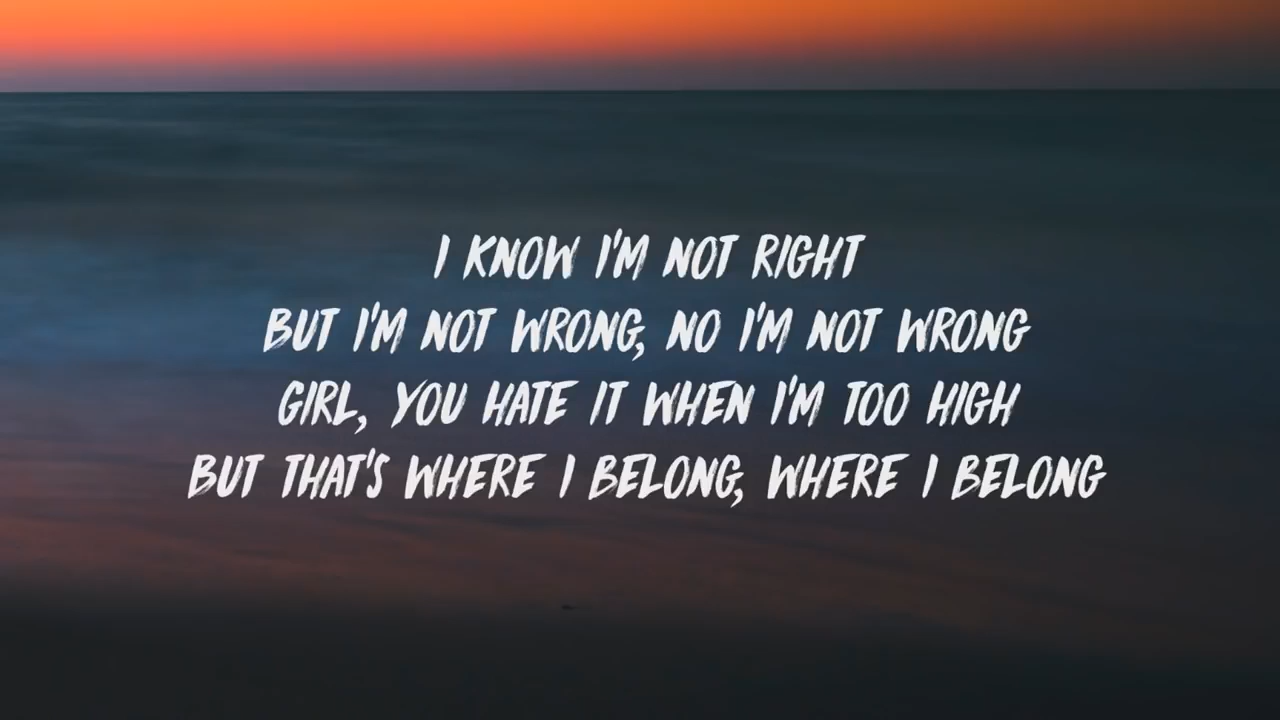 I KNOW I'M NOT RIGHT
BUT I'M NOT WRONG, NO I'M NOT WRONG
GIRL, YOU HATE IT WHEN I'M TOO HIGH
BUT THAT'S WHERE I BELONG, WHERE I BELONG